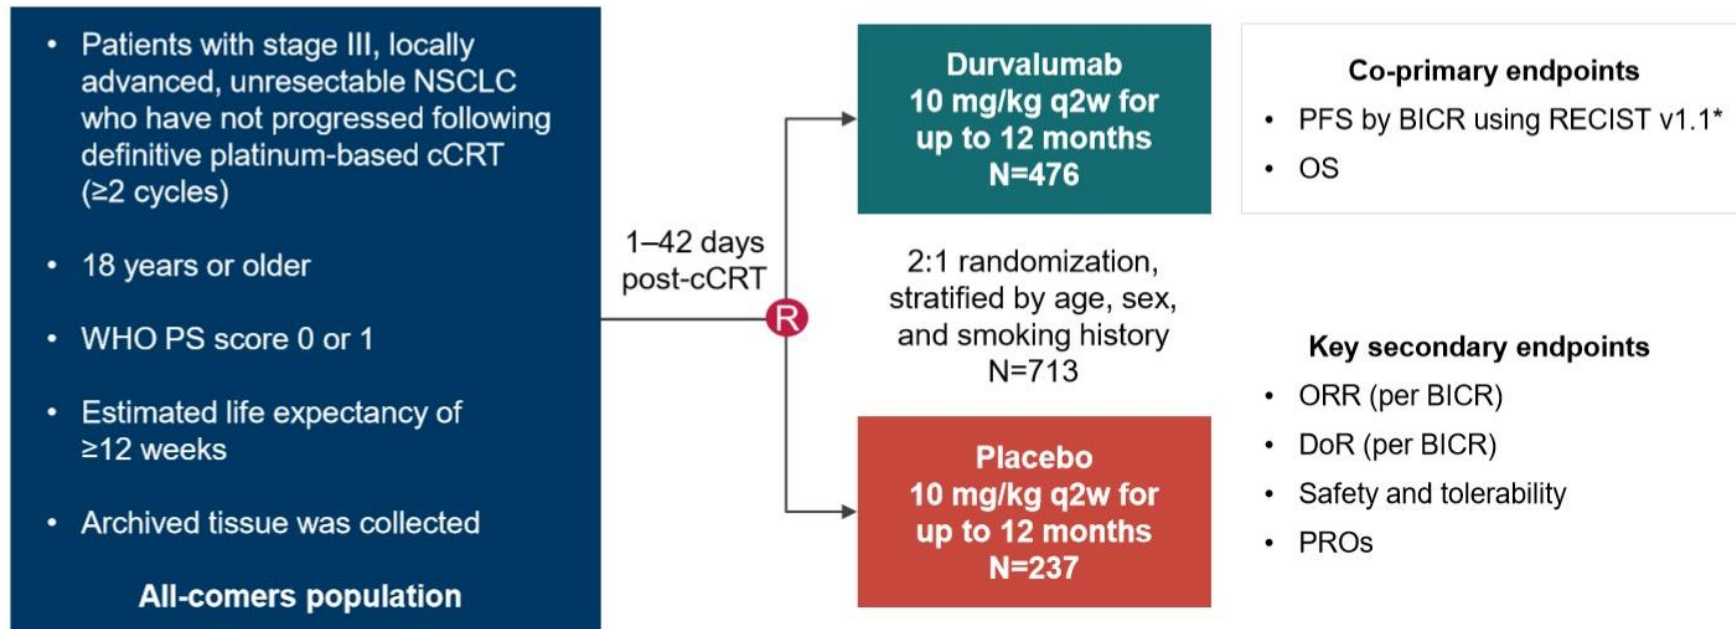 • Patients with stage III, locally
advanced, unresectable NSCLC
who have not progressed following
definitive platinum-based cCRT
(≥2 cycles)
• 18 years or older
• WHO PS score 0 or 1
• Estimated life expectancy of
≥12 weeks
• Archived tissue was collected
All-comers population
1–42 days
post-cCRT
R
Durvalumab
10 mg/kg q2w for
up to 12 months
N=476
2:1 randomization,
stratified by age, sex,
and smoking history
N=713
Placebo
10 mg/kg q2w for
up to 12 months
N=237
Co-primary endpoints
• PFS by BICR using RECIST v1.1*
• OS
Key secondary endpoints
• ORR (per BICR)
• DoR (per BICR)
• Safety and tolerability
• PROs